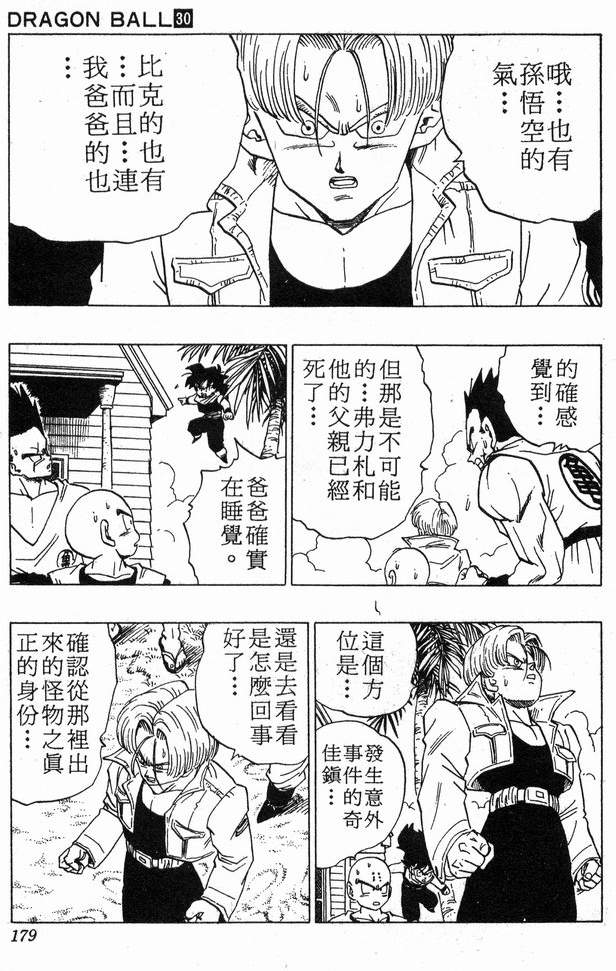 DRAGON BALL 30
哦…也有
孫悟空的
氣…
比克的也有
…而且…連
我爸爸的也
…
的確感
覺到…
但那是不可能
的…弗力札和
他的父親已經
死了…
爸爸確實
在睡覺。
這個方
位是…
發生意外
事件的奇
佳鎭…
還是去看看
是怎麼回事
好了…
確認從那裡出
來的怪物之眞
正的身份…
179